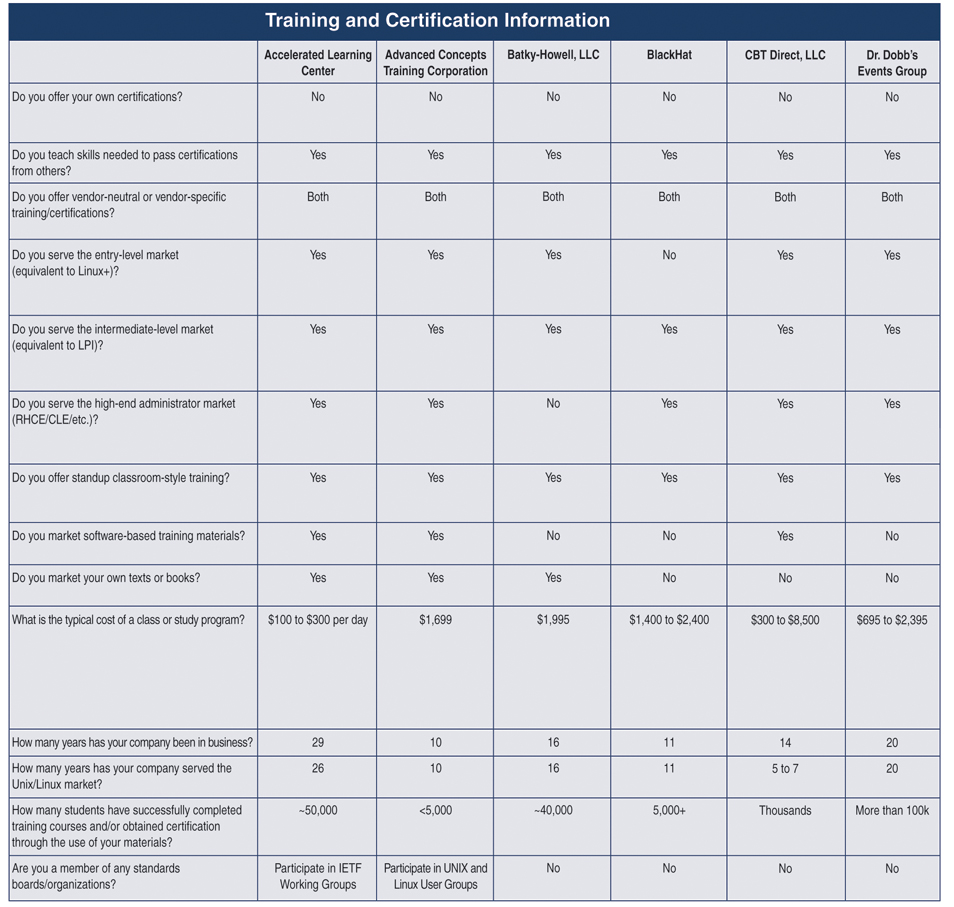 Training and Certification Information
Accelerated Learning Center Advanced Concepts Training Corporation Batky-Howell, LLC BlackHat CBT Direct, LLC Dr. Dobb's Events Group
Do you offer your own certifications? No No No No No No
Do you teach skills needed to pass certifications from others? Yes Yes Yes Yes Yes Yes
Do you offer vendor-neutral or vendor-specific training/certifications? Both Both Both Both Both Both
Do you serve the entry-level market (equivalent to Linux+)? Yes Yes Yes No Yes Yes
Do you serve the intermediate-level market (equivalent to LPI)? Yes Yes Yes Yes Yes Yes
Do you serve the high-end administrator market (RHCE/CLE/etc.)? Yes Yes No Yes Yes Yes
Do you offer standup classroom-style training? Yes Yes Yes Yes Yes Yes
Do you market software-based training materials? Yes Yes No No Yes No
Do you market your own texts or books? Yes Yes Yes No No No
What is the typical cost of a class or study program? $100 to $300 per day $1,699 $1,995 $1,400 to $2,400 $300 to $8,500 $695 to $2,395
How many years has your company been in business? 29 10 16 11 14 20
How many years has your company served the Unix/Linux market? 26 10 16 11 5 to 7 20
How many students have successfully completed training courses and/or obtained certification through the use of your materials? ~50,000 <5,000 ~40,000 5,000+ Thousands More than 100k
Are you a member of any standards boards/organizations? Participate in IETF Working Groups Participate in UNIX and Linux User Groups No No No No